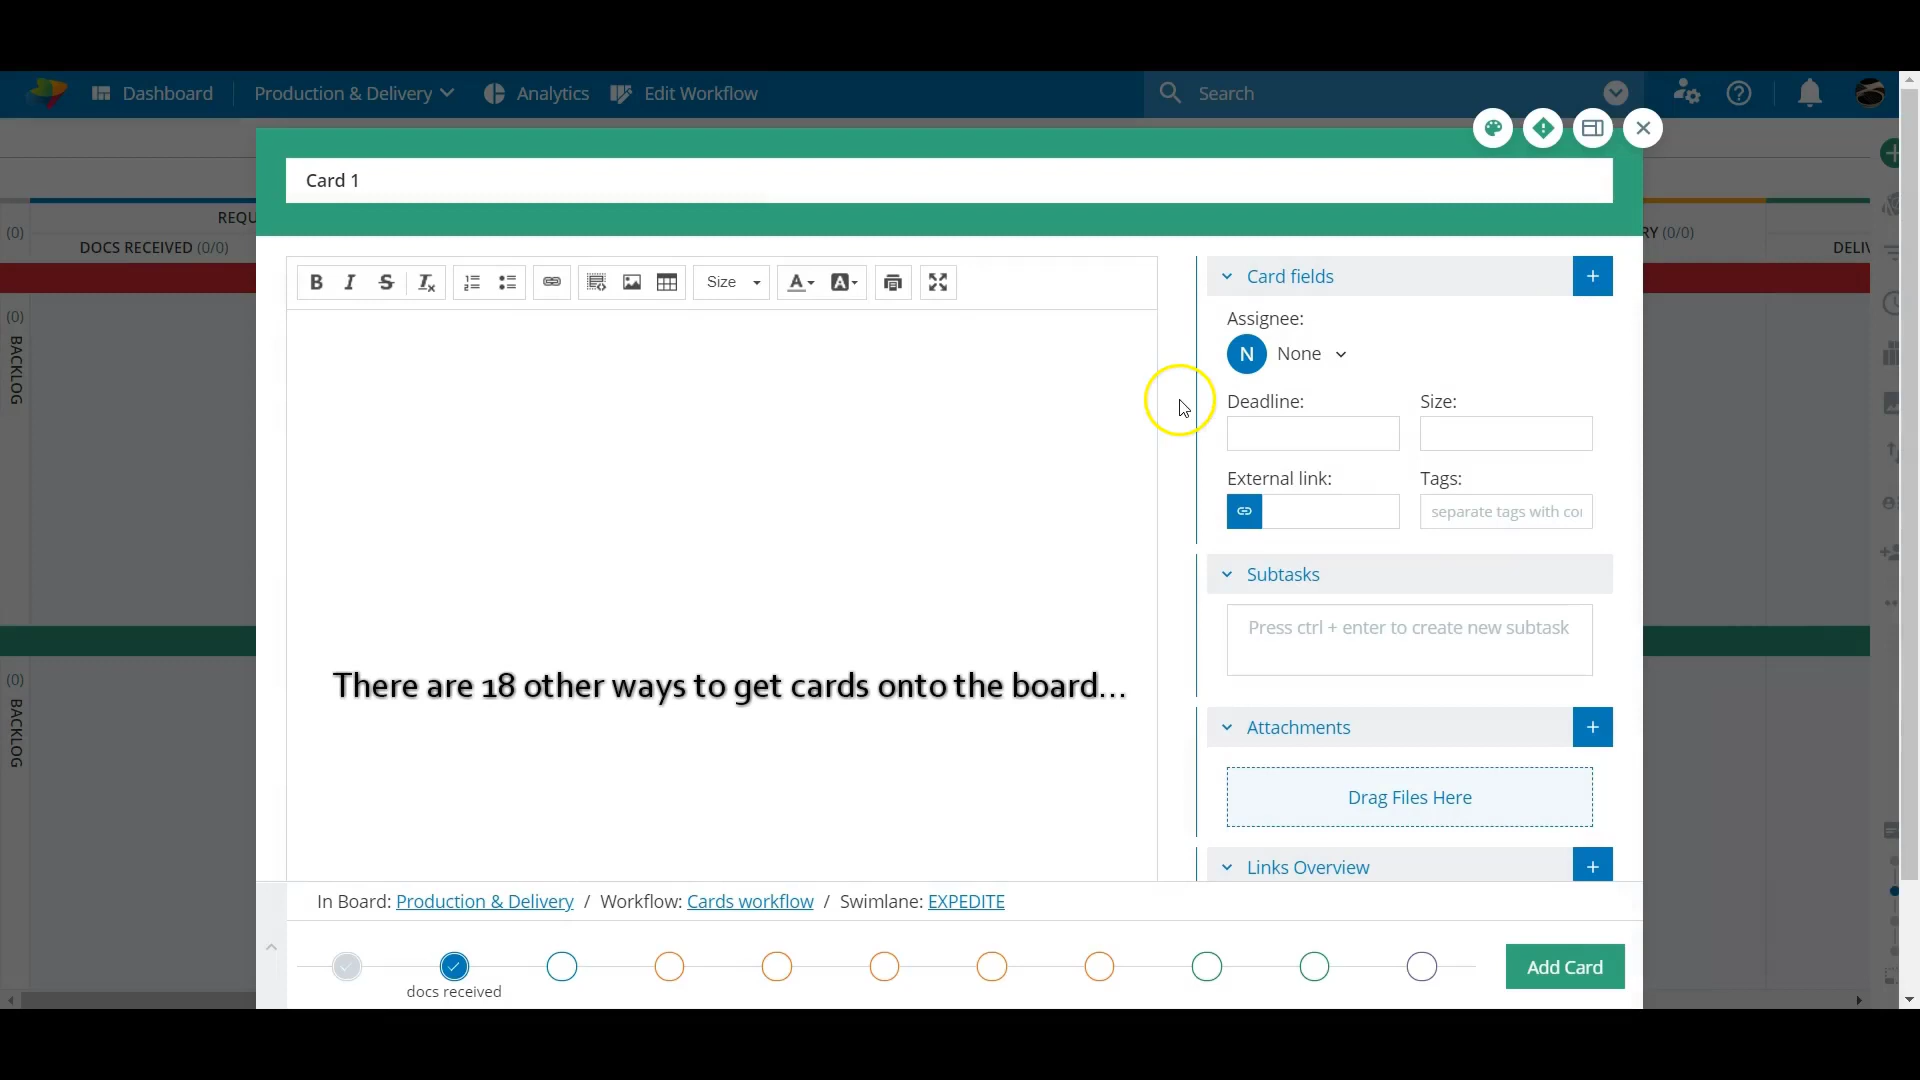 Dashboard
Production & Delivery
Analytics
Edit Workflow
Search
Card 1
REQU
(0)
DOCS RECEIVED (0/0)
RY (0/0)
DELIV
Size
(0)
BACKLOG
Card fields
Assignee:
N
None
Deadline:
Size:
External link:
Tags:
separate tags with co
Subtasks
Press ctrl + enter to create new subtask
There are 18 other ways to get cards onto the board...
(0)
BACKLOG
Attachments
Drag Files Here
Links Overview
In Board: Production & Delivery / Workflow: Cards workflow / Swimlane: EXPEDITE
docs received
Add Card